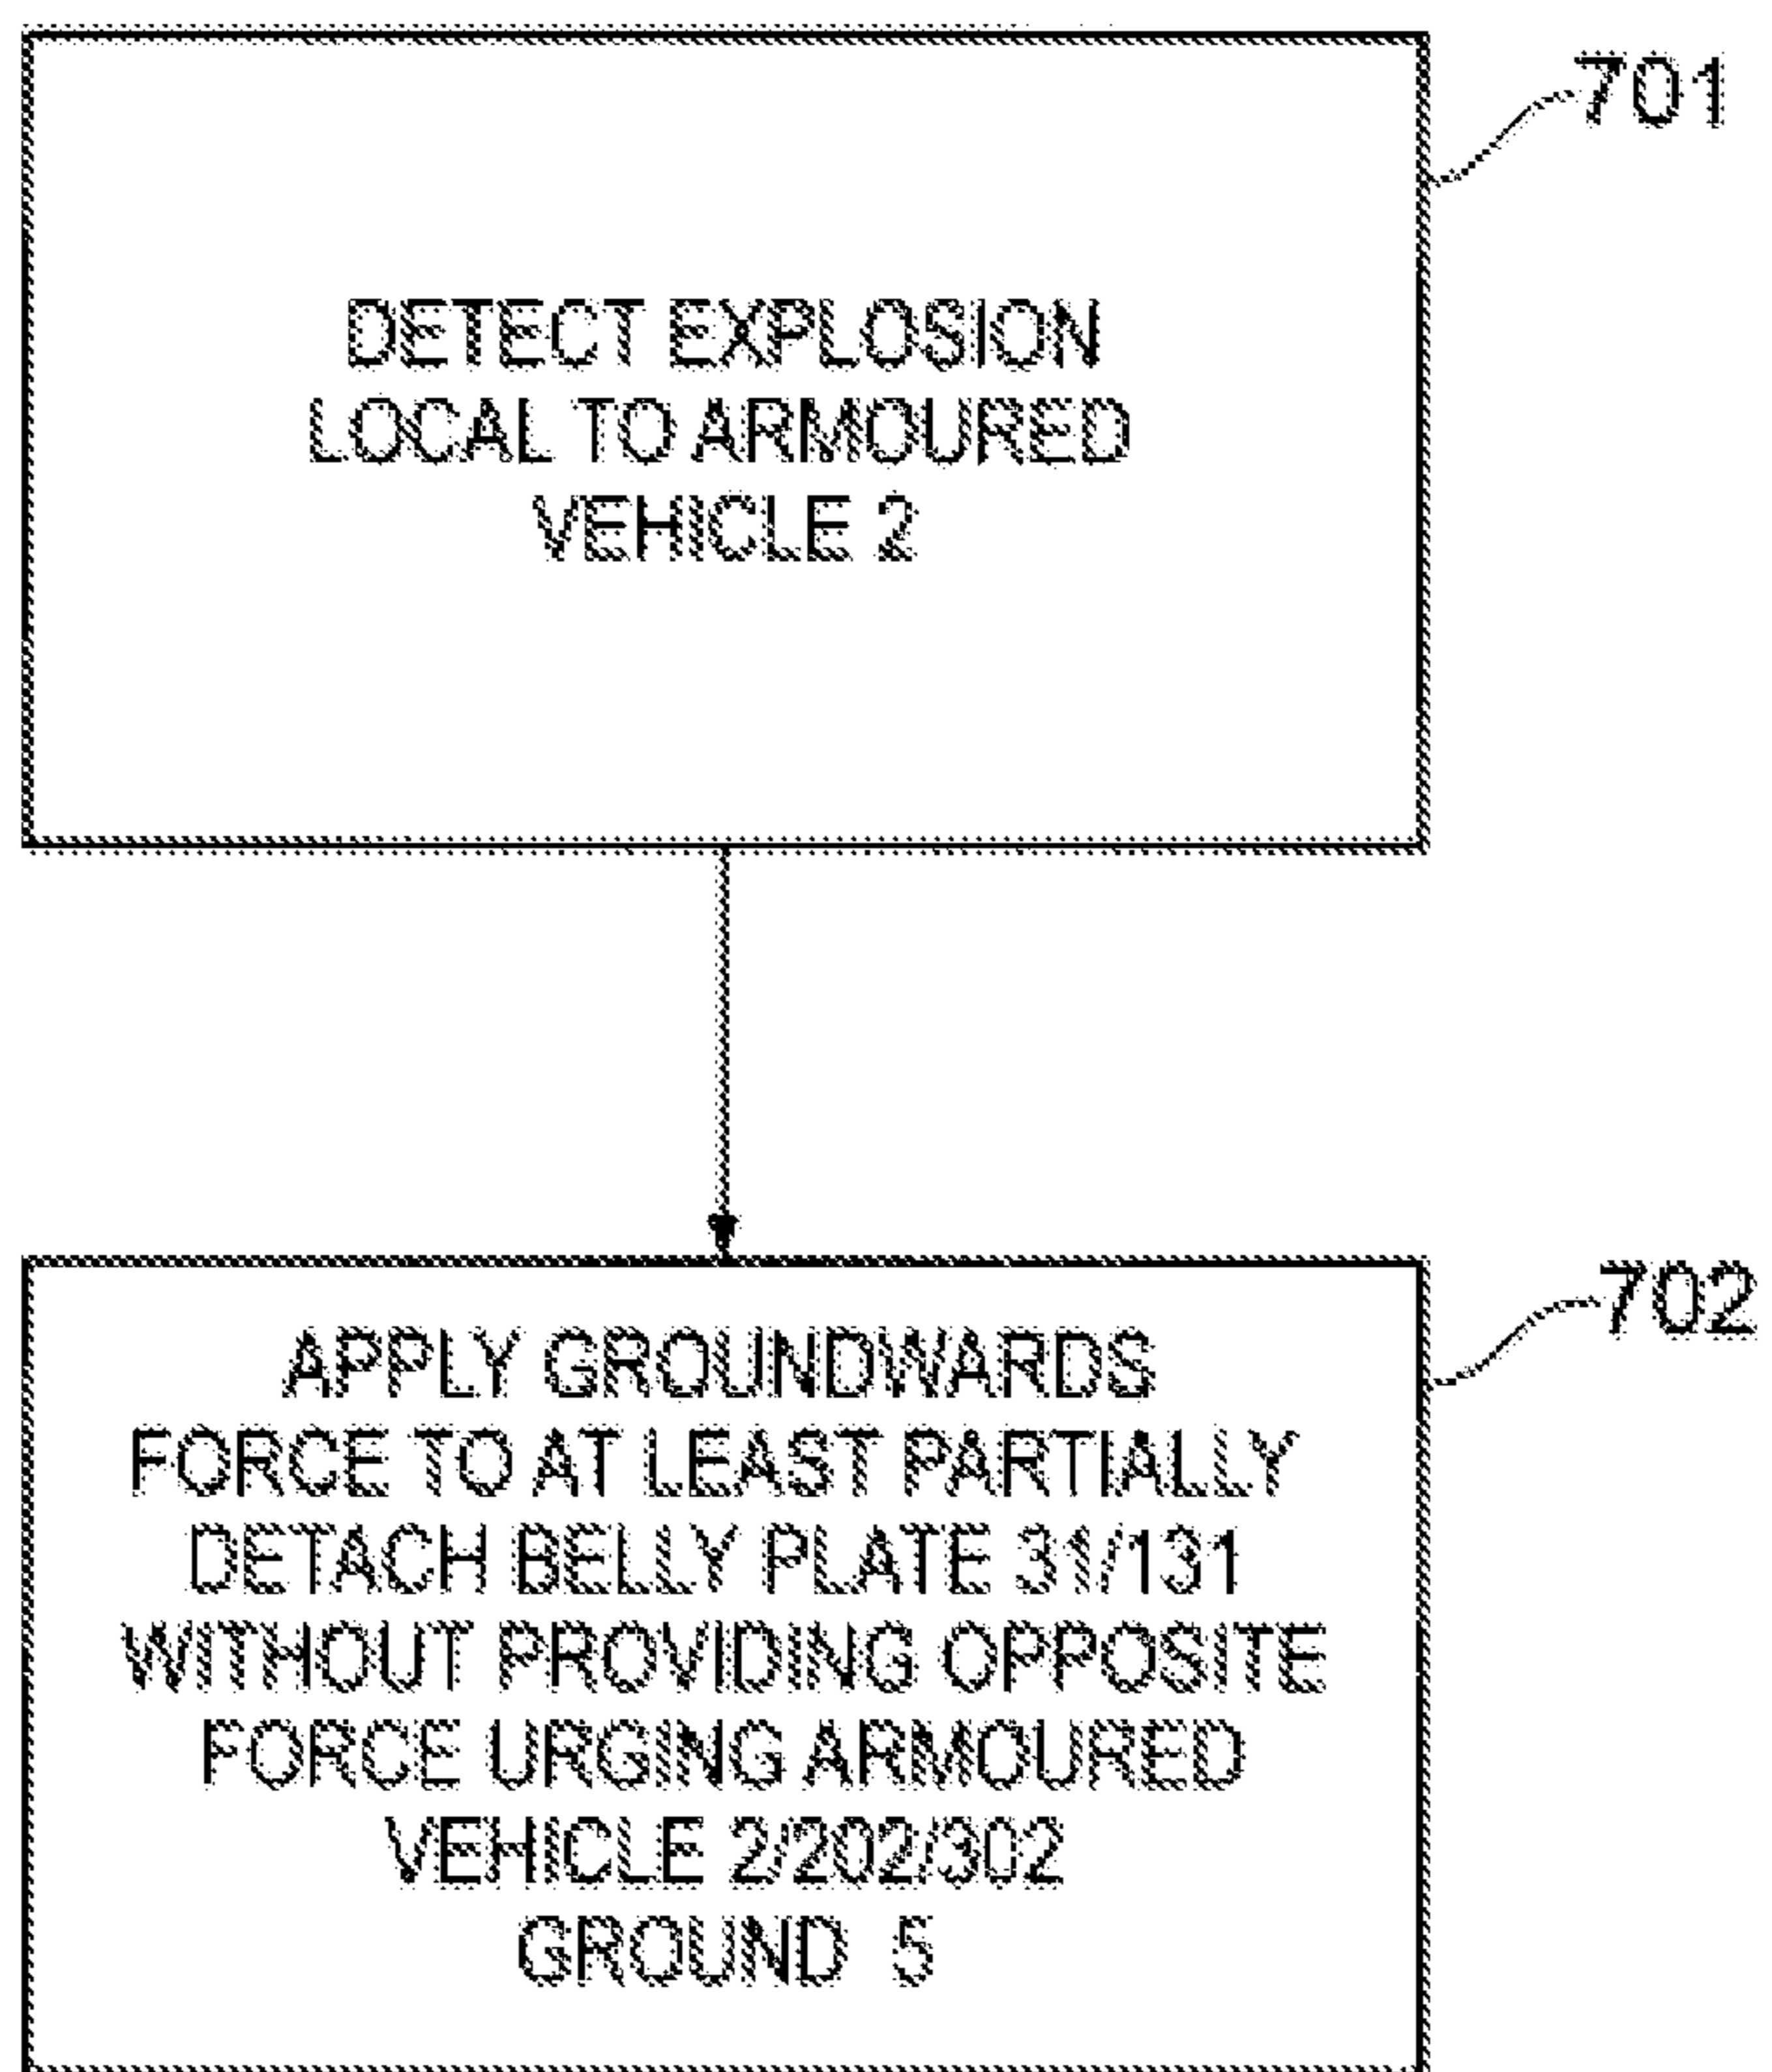 701
DETECT EXPLOSION
LOCAL TO ARMOURED
VEHICLE 2
702
APPLY GROUNDWARDS
FORCE TO AT LEAST PARTIALLY
DETACH BELLY PLATE 31/131
WITHOUT PROVIDING OPPOSITE
FORCE URGING ARMOURED
VEHICLE 2/202/302
GROUND 5